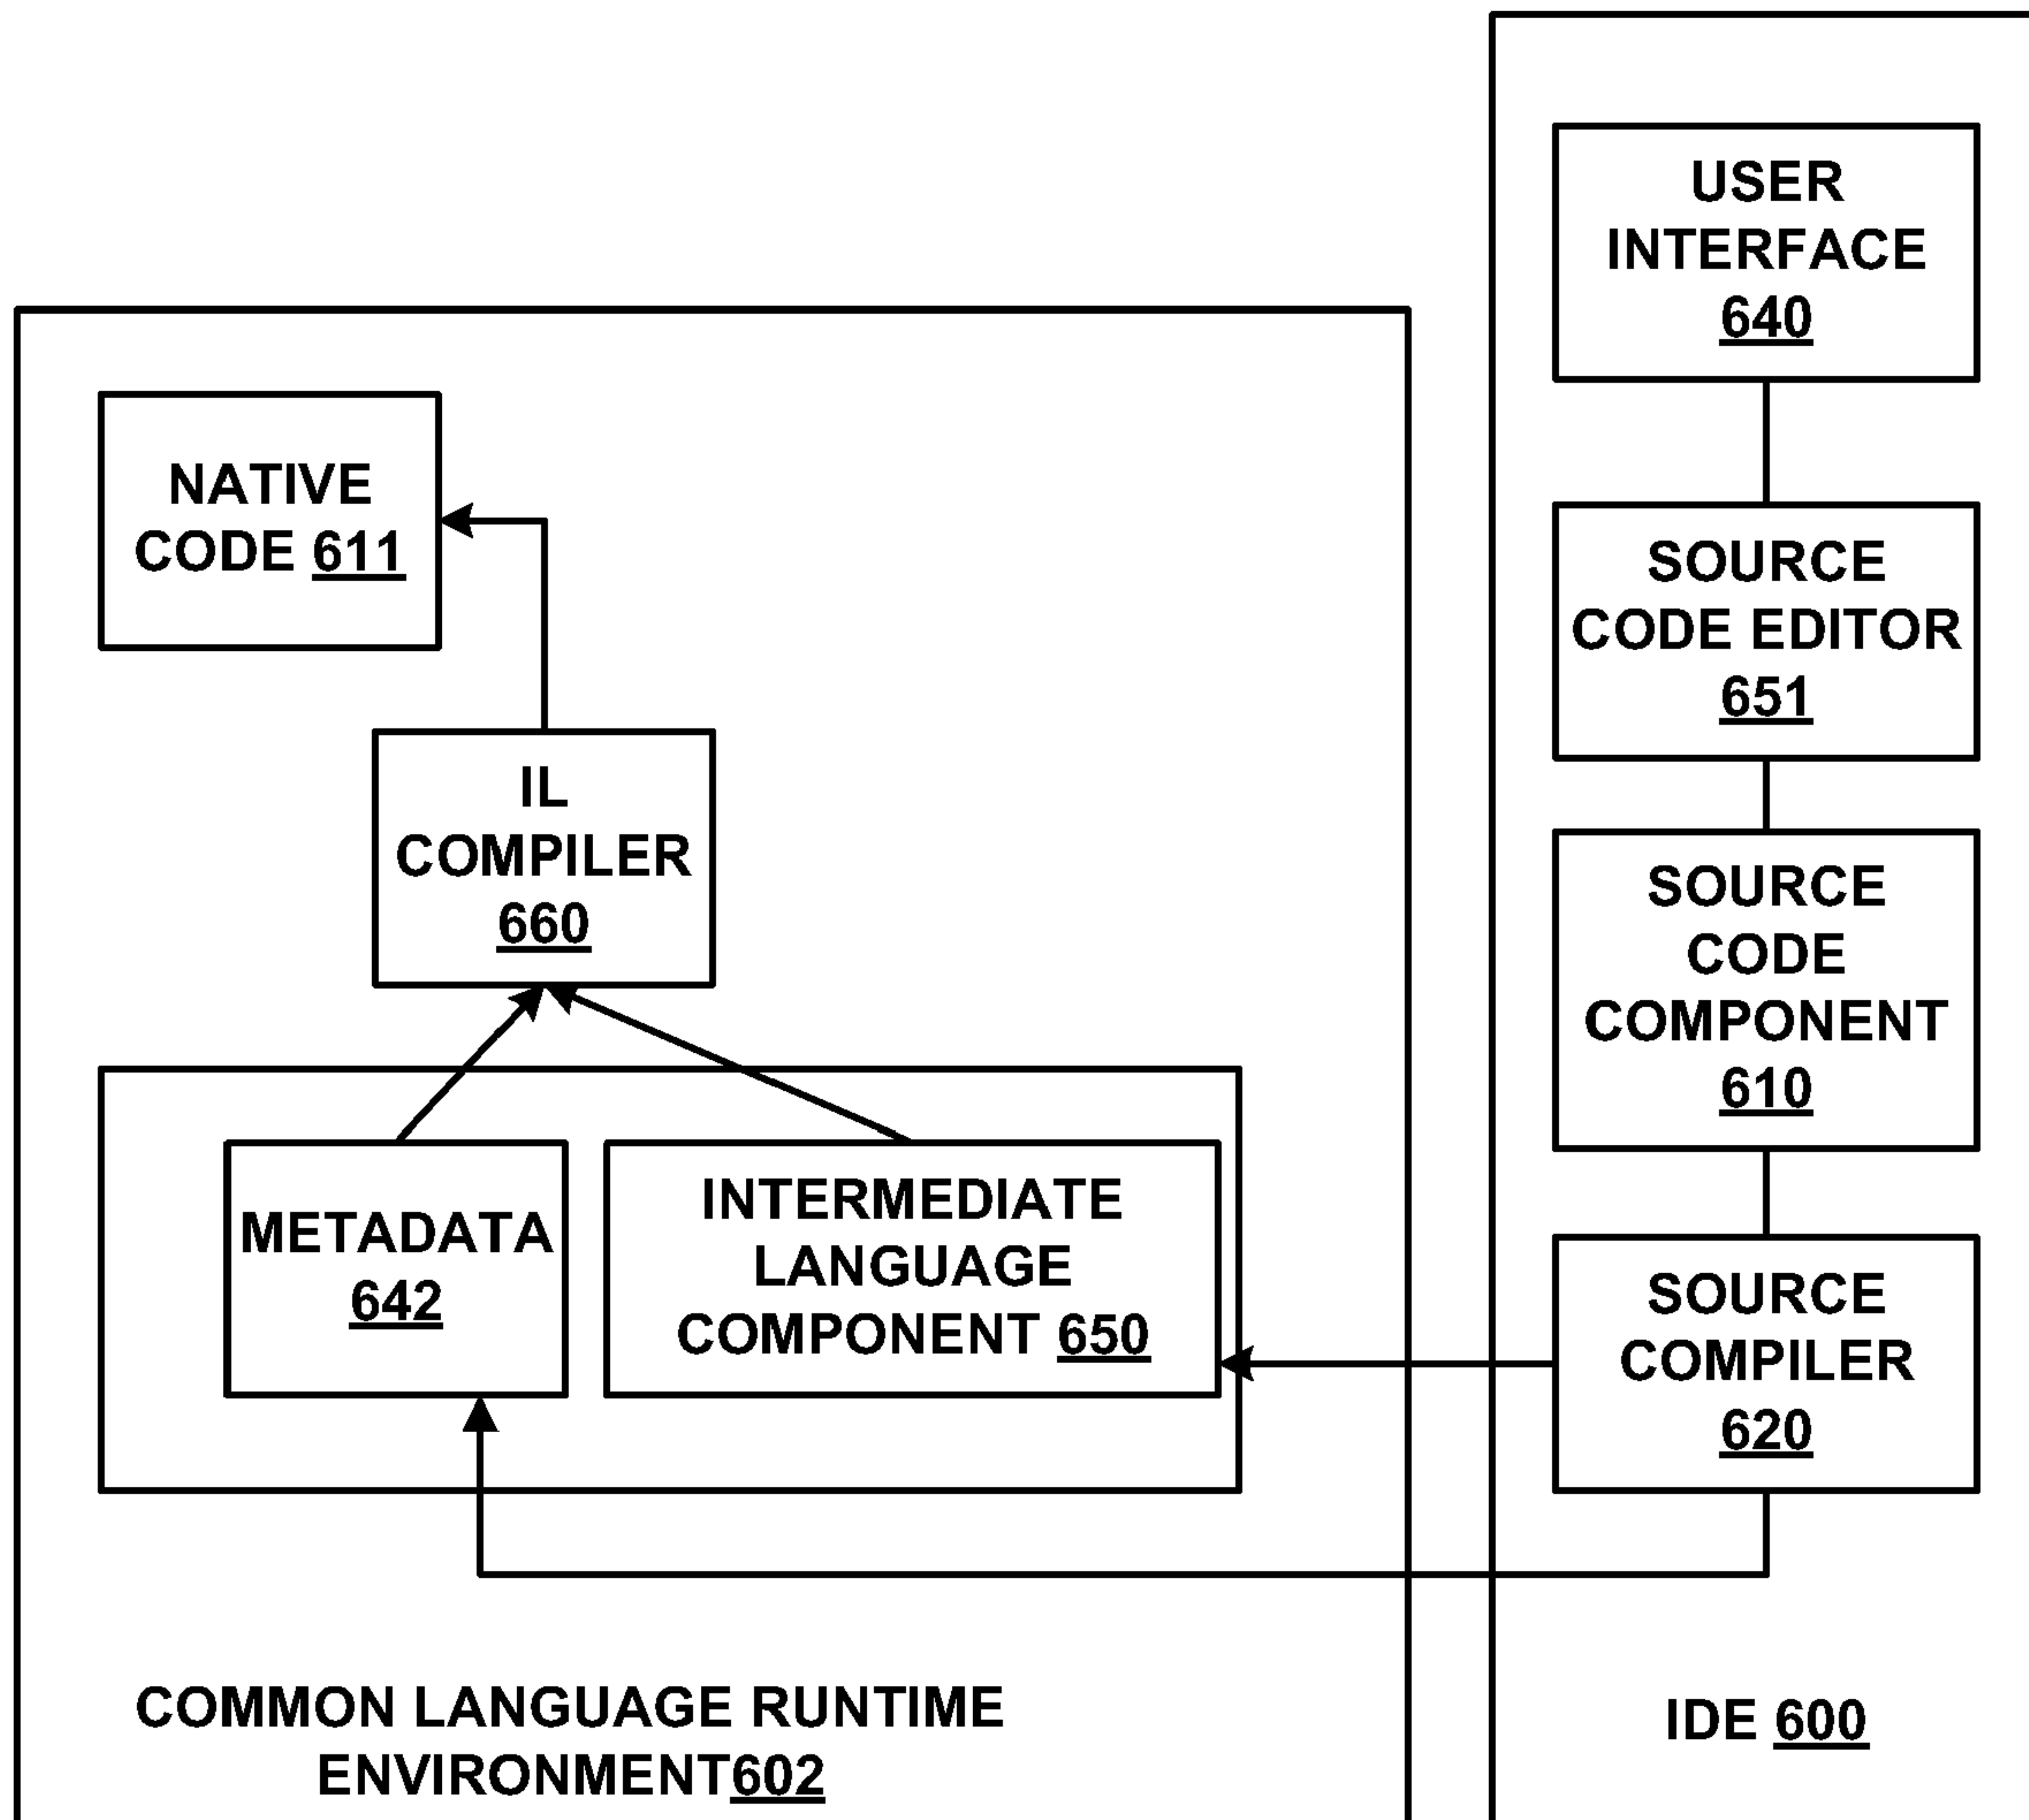 USER
INTERFACE
640
NATIVE
CODE 611
SOURCE
CODE EDITOR
651
IL
COMPILER
660
SOURCE
CODE
COMPONENT
610
METADATA
642
INTERMEDIATE
LANGUAGE
COMPONENT 650
SOURCE
COMPILER
620
COMMON LANGUAGE RUNTIME
ENVIRONMENT602
IDE 600